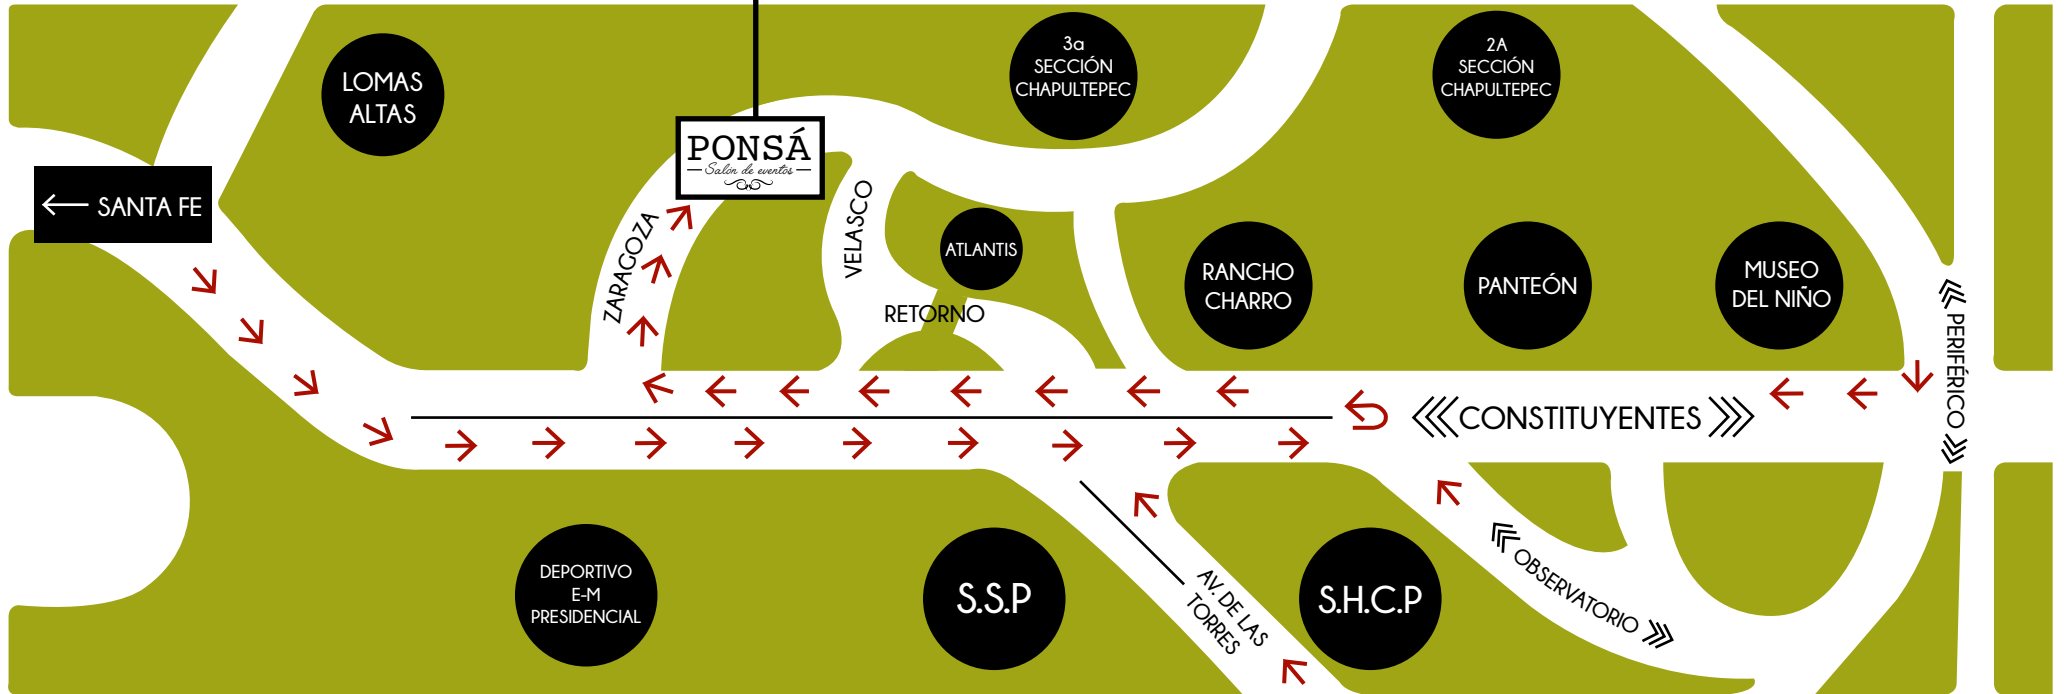 LOMAS
ALTAS
3a
SECCIÓN
CHAPULTEPEC
2A
SECCIÓN
CHAPULTEPEC
PONSÁ
Salón de eventos
SANTA FE
ZARAGOZA
VELASCO
ATLANTIS
RETORNO
RANCHO
CHARRO
PANTEÓN
MUSEO
DEL NIÑO
PERIFÉRICO
CONSTITUYENTES
DEPORTIVO
E-M
PRESIDENCIAL
S.S.P
AV. DE LAS
TORRES
S.H.C.P
OBSERVATORIO